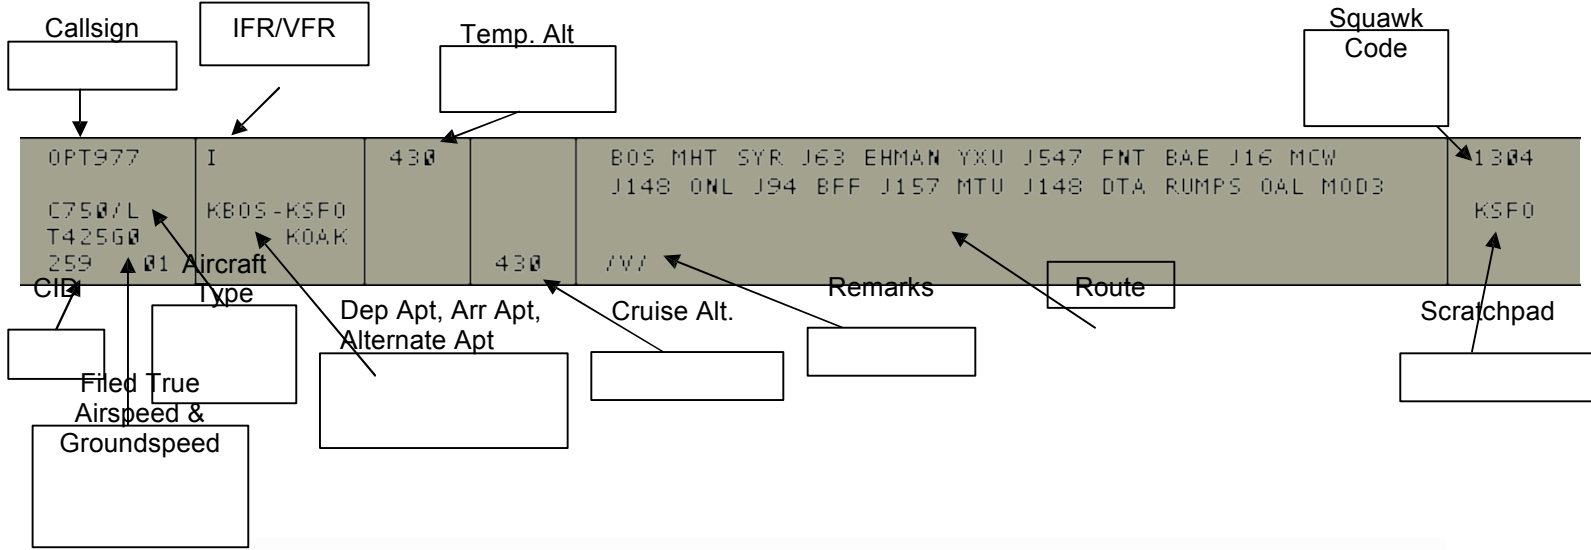 Callsign
IFR/VFR
Temp. Alt
Squawk
Code
OPT977
I
430
BOS MHT SYR J63 EHMAN YXU J547 FNT BAE J16 MCW
1304
J148 ONL J94 BFF J157 MTU J148 DTA RUMPS OAL MOD3
C750/L
KBOS-KSFO
KSFO
T425G0
KOAK
259 01
430
/V/
CID
Aircraft
Type
Remarks
Route
Dep Apt, Arr Apt,
Alternate Apt
Cruise Alt.
Scratchpad
Filed True
Airspeed &
Groundspeed